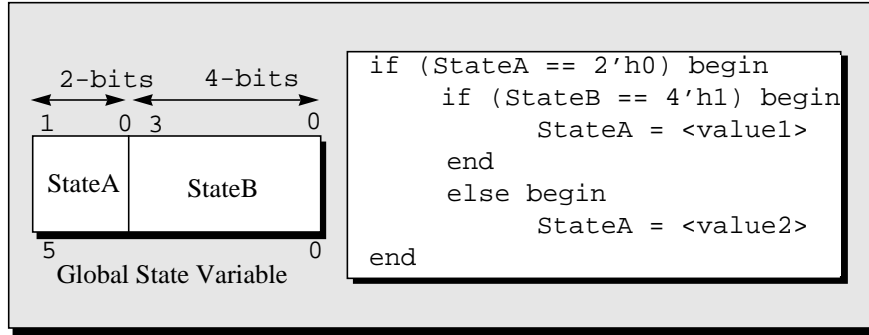 2-bits 4-bits
1 0 3 0
StateA StateB
5 0
Global State Variable
if (StateA == 2’h0) begin
if (StateB == 4’h1) begin
StateA = <value1>
end
else begin
StateA = <value2>
end